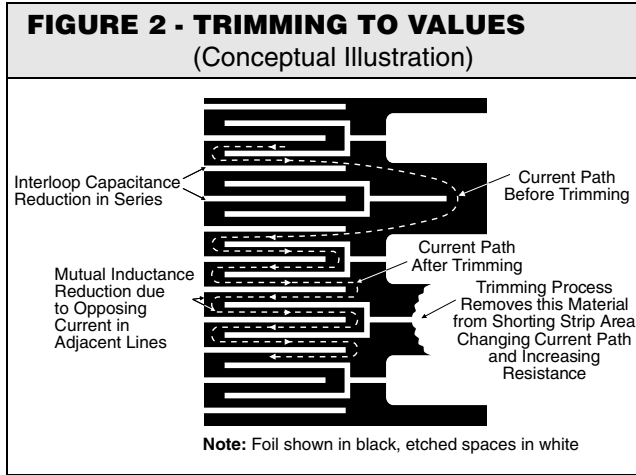 FIGURE 2 - TRIMMING TO VALUES
(Conceptual Illustration)
Interloop Capacitance
Reduction in Series
Current Path
Before Trimming
Mutual Inductance
Reduction due
to Opposing
Current in
Adjacent Lines
Current Path
After Trimming
Trimming Process
Removes this Material
from Shorting Strip Area
Changing Current Path
and Increasing
Resistance
Note: Foil shown in black, etched spaces in white